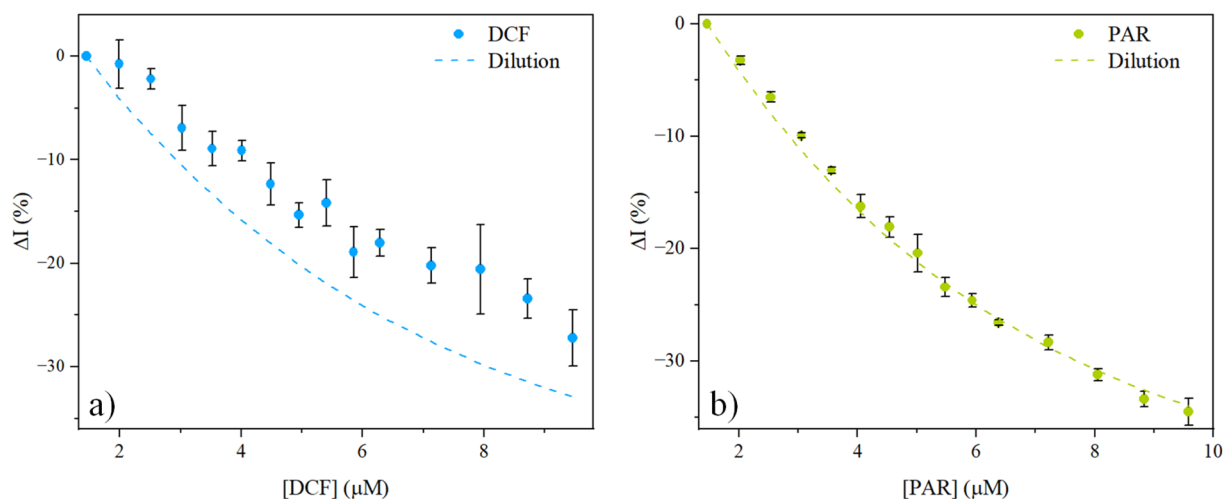 DCF
Dilution
0
−10
−20
−30
ΔI (%)
a)
2
4
6
8
[DCF] (μM)
PAR
Dilution
0
−10
−20
−30
ΔI (%)
b)
2
4
6
8
10
[PAR] (μM)